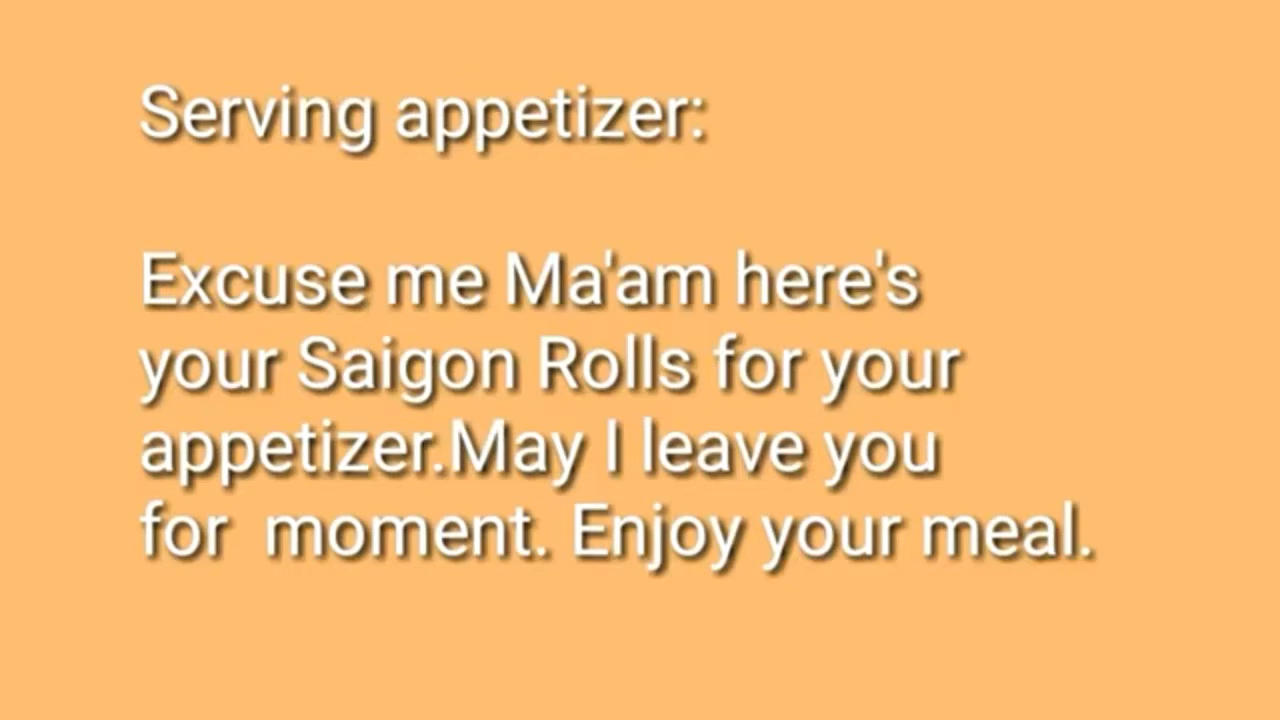 Serving appetizer:
Excuse me Ma'am here's
your Saigon Rolls for your
appetizer.May I leave you
for  moment. Enjoy your meal.